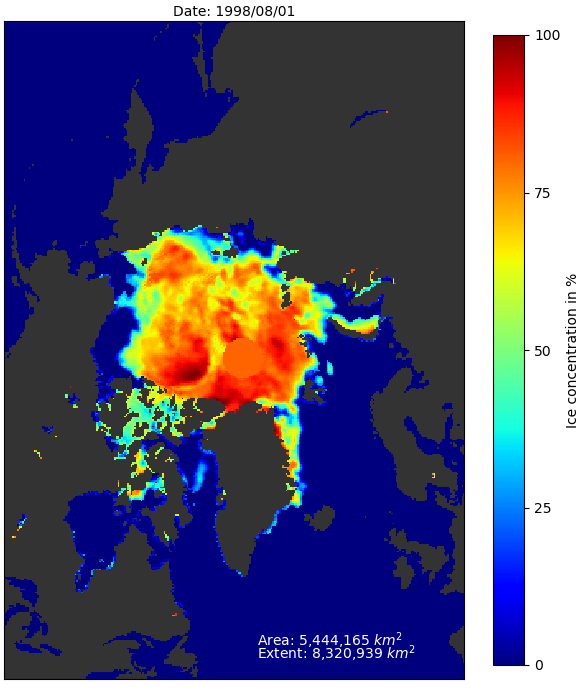 Date: 1998/08/01
100
75
50
25
0
Ice concentration in %
Area: 5,444,165 km²
Extent: 8,320,939 km²